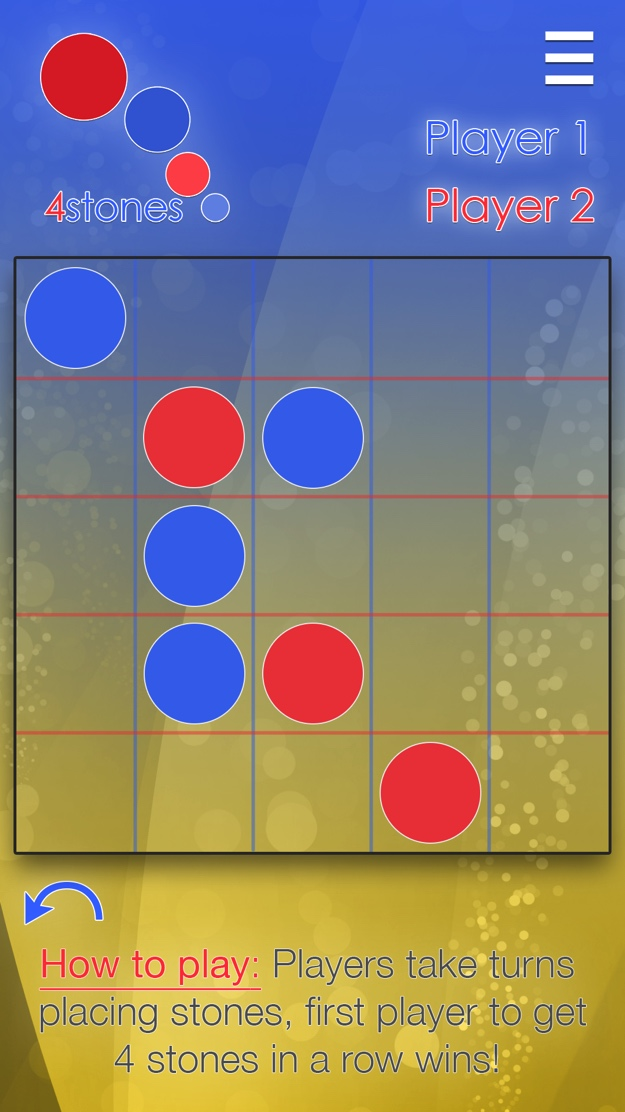 4stones
Player 1
Player 2
How to play: Players take turns
placing stones, first player to get
4 stones in a row wins!